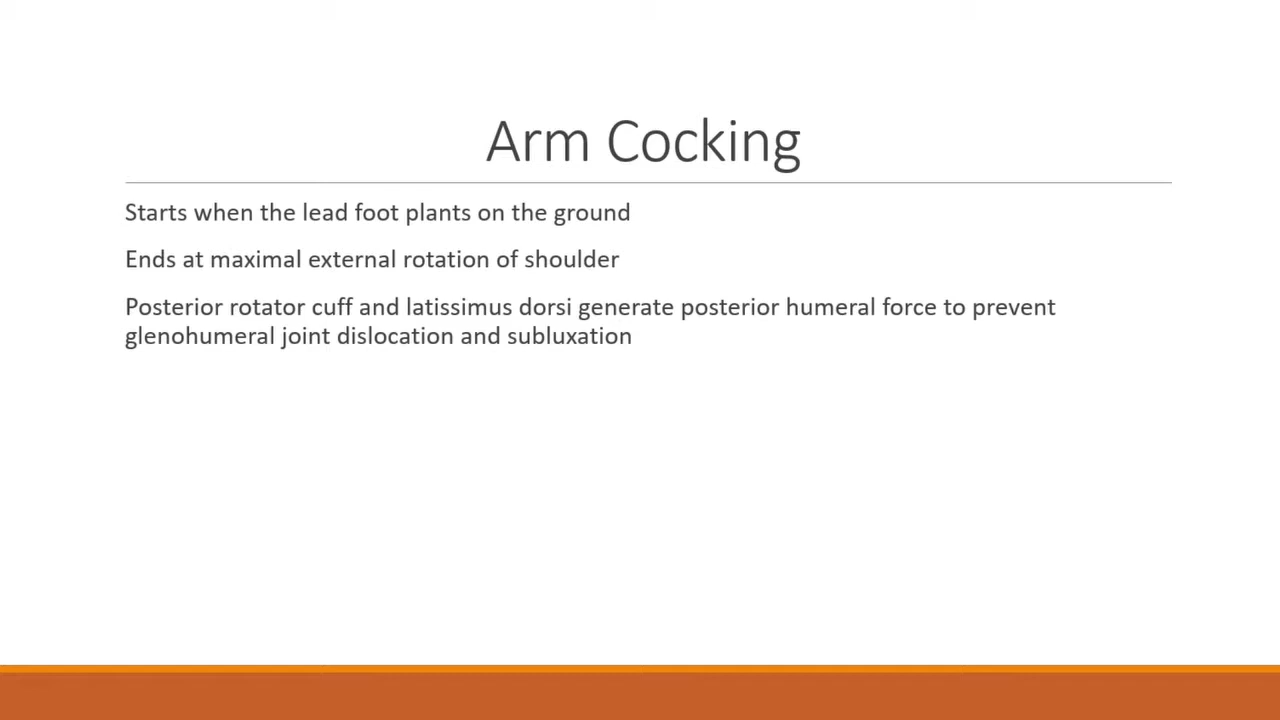 Arm Cocking
Starts when the lead foot plants on the ground
Ends at maximal external rotation of shoulder
Posterior rotator cuff and latissimus dorsi generate posterior humeral force to prevent
glenohumeral joint dislocation and subluxation